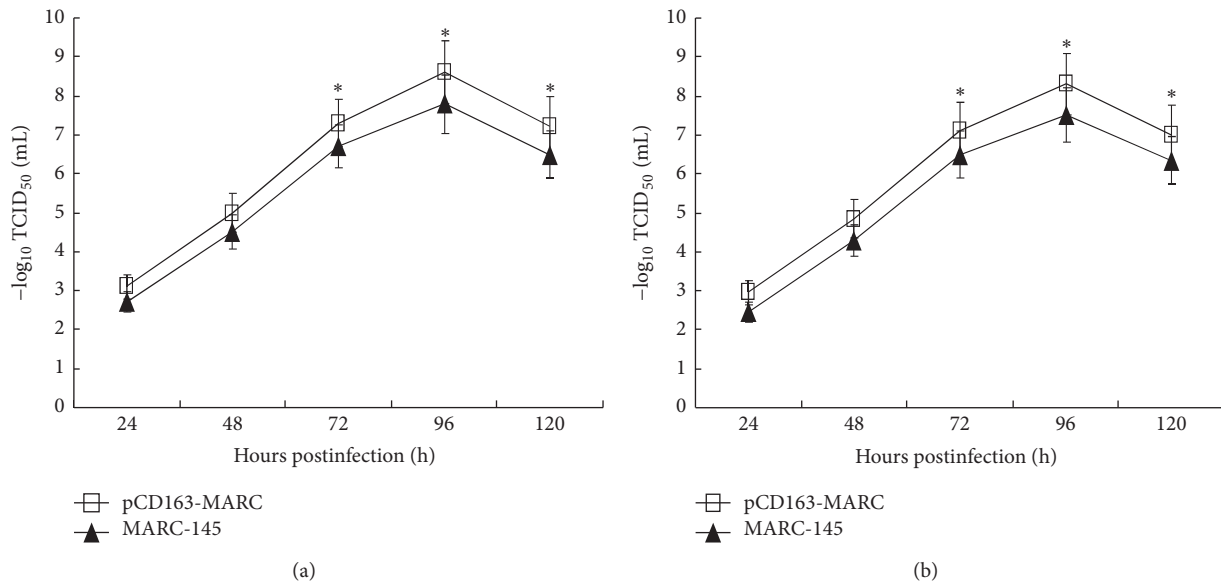 10
9
8
7
6
5
4
3
2
1
0
−log₁₀ TCID₅₀ (mL)
*
*
*
24 48 72 96 120
Hours postinfection (h)
pCD163-MARC
MARC-145
(a)
10
9
8
7
6
5
4
3
2
1
0
−log₁₀ TCID₅₀ (mL)
*
*
*
24 48 72 96 120
Hours postinfection (h)
pCD163-MARC
MARC-145
(b)